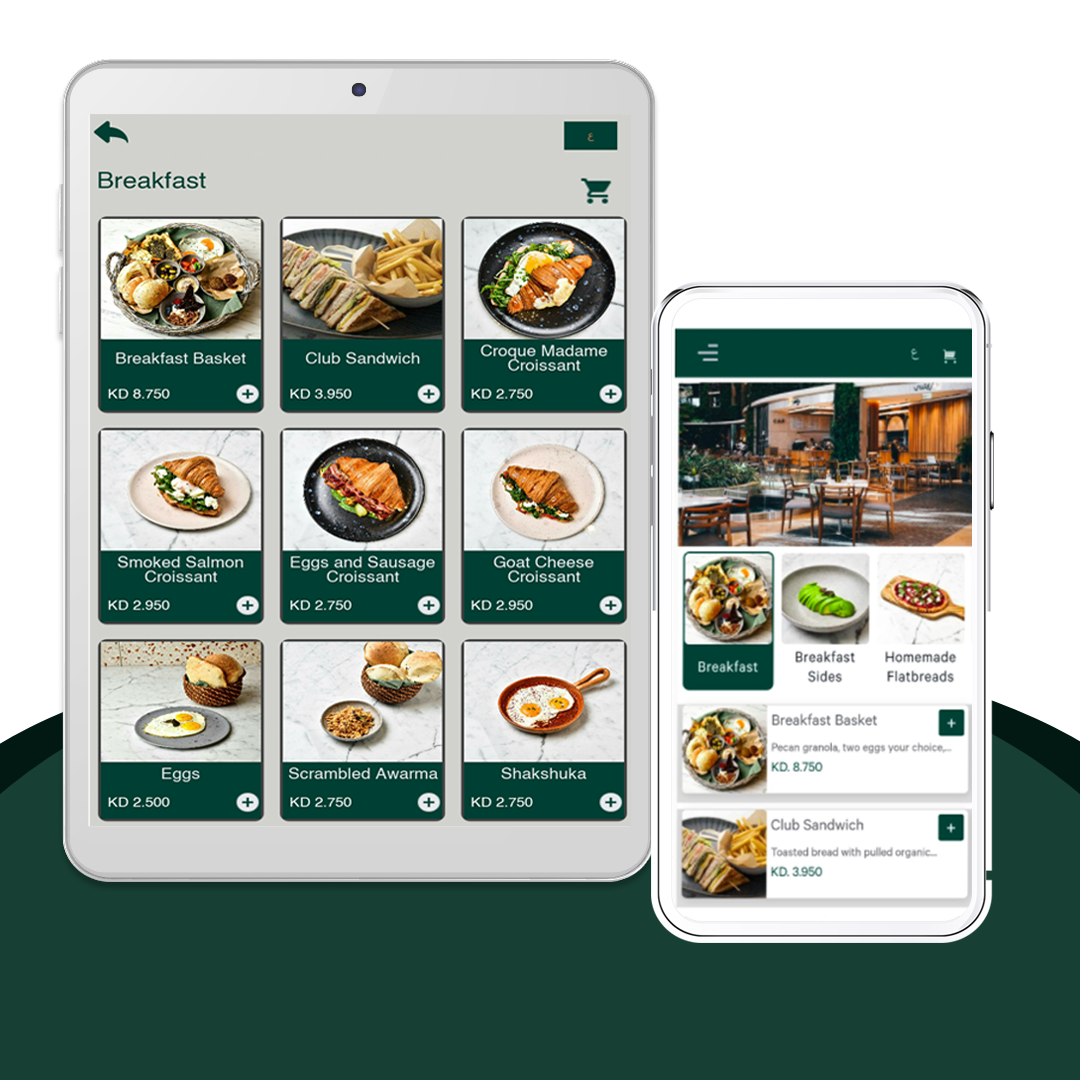 ع
Breakfast
Breakfast Basket
KD 8.750
Club Sandwich
KD 3.950
Croque Madame
Croissant
KD 2.750
Smoked Salmon
Croissant
KD 2.950
Eggs and Sausage
Croissant
KD 2.750
Goat Cheese
Croissant
KD 2.950
Eggs
KD 2.500
Scrambled Awarma
KD 2.750
Shakshuka
KD 2.750
ع
Breakfast
Breakfast
Sides
Homemade
Flatbreads
Breakfast Basket
Pecan granola, two eggs your choice,...
KD. 8.750
Club Sandwich
Toasted bread with pulled organic...
KD. 3.950